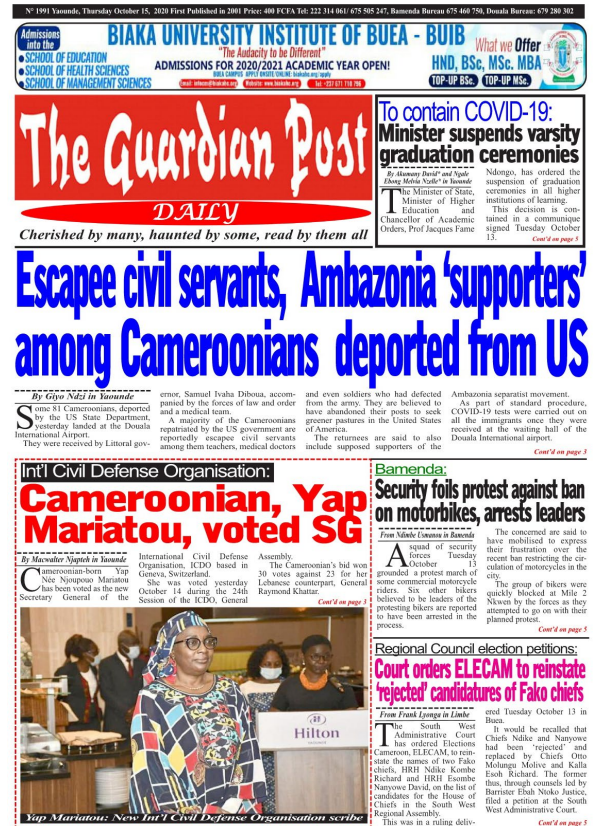 N° 1991 Yaounde, Thursday October 15, 2020 First Published in 2001 Price: 400 FCFA Tel: 222 314 061/ 675 505 247, Bamenda Bureau 675 460 750, Douala Bureau: 679 280 302
Admissions
into the
•SCHOOL OF EDUCATION
•SCHOOL OF HEALTH SCIENCES
•SCHOOL OF MANAGEMENT SCIENCES
BIAKA UNIVERSITY INSTITUTE OF BUEA - BUIB
"The Audacity to be Different"
ADMISSIONS FOR 2020/2021 ACADEMIC YEAR OPEN!
BUEA CAMPUS APPLY ONSITE/ONLINE: biakahc.org/apply
Website: www.biakahc.org
Tel: +237 671 718 796
What we Offer
HND, BSc, MSc. MBA
TOP-UP BSc. TOP-UP MSc.
The Guardian Post
DAILY
Cherished by many, haunted by some, read by them all
To contain COVID-19:
Minister suspends varsity
graduation ceremonies
By Akomany David* and Ngale
Ebong Melvia Nzelle* in Yaounde
The Minister of State,
Minister of Higher
Education and
Chancellor of Academic
Orders, Prof Jacques Fame
Ndongo, has ordered the
suspension of graduation
ceremonies in all higher
institutions of learning.
This decision is con-
tained in a communique
signed Tuesday October
13.
Cont'd on page 5
Escapee civil servants, Ambazonia 'supporters'
among Cameroonians deported from US
By Giyo Ndzi in Yaounde
Some 81 Cameroonians, deported
by the US State Department,
yesterday landed at the Douala
International Airport.
They were received by Littoral gov-
ernor, Samuel Ivaha Diboua, accom-
panied by the forces of law and order
and a medical team.
A majority of the Cameroonians
repatriated by the US government are
reportedly escapee civil servants
among them teachers, medical doctors
and even soldiers who had defected
from the army. They are believed to
have abandoned their posts to seek
greener pastures in the United States
of America.
The returnees are said to also
include supposed supporters of the
Ambazonia separatist movement.
As part of standard procedure,
COVID-19 tests were carried out on
all the immigrants once they were
received at the waiting hall of the
Douala International airport.
Cont'd on page 3
Int'l Civil Defense Organisation:
Cameroonian, Yap
Mariatou, voted SG
By Macwalter Njapteh in Yaounde
Cameroonian-born Yap
Née Njoupouo Mariatou
has been voted as the new
Secretary General of the
International Civil Defense
Organisation, ICDO based in
Geneva, Switzerland.
She was voted yesterday
October 14 during the 24th
Session of the ICDO, General
Assembly.
The Cameroonian's bid won
30 votes against 23 for her
Lebanese counterpart, General
Raymond Khattar.
Cont'd on page 3
Hilton
Yap Mariatou: New Int'l Civil Defense Organisation scribe
Bamenda:
Security foils protest against ban
on motorbikes, arrests leaders
From Ndimbe Usmanou in Bamenda
A squad of security
forces Tuesday
October 13
grounded a protest march of
some commercial motorcycle
riders. Six other bikers
believed to be leaders of the
protesting bikers are reported
to have been arrested in the
process.
The concerned are said to
have mobilised to express
their frustration over the
recent ban restricting the cir-
culation of motorcycles in the
city.
The group of bikers were
quickly blocked at Mile 2
Nkwen by the forces as they
attempted to go on with their
planned protest.
Cont'd on page 5
Regional Council election petitions:
Court orders ELECAM to reinstate
'rejected' candidatures of Fako chiefs
From Frank Lyonga in Limbe
The South West
Administrative Court
has ordered Elections
Cameroon, ELECAM, to rein-
state the names of two Fako
chiefs, HRH Ndike Kombe
Richard and HRH Esombe
Nanyowe David, on the list of
candidates for the House of
Chiefs in the South West
Regional Assembly.
This was in a ruling deliv-
ered Tuesday October 13 in
Buea.
It would be recalled that
Chiefs Ndike and Nanyowe
had been 'rejected' and
replaced by Chiefs Otto
Molungu Molive and Kalla
Esoh Richard. The former
thus, through counsels led by
Barrister Ebah Ntoko Justice,
filed a petition at the South
West Administrative Court.
Cont'd on page 5